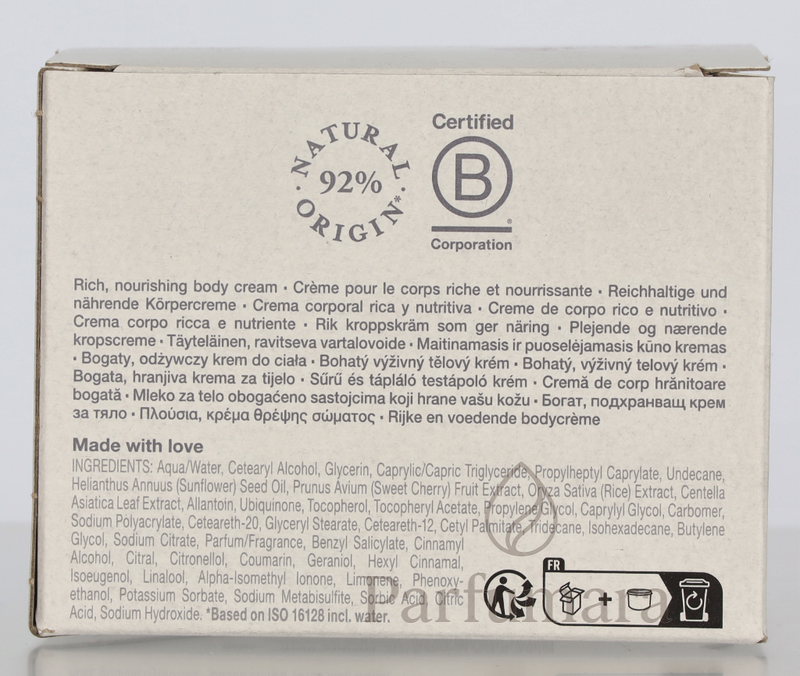 NATURAL
92%
ORIGIN*
Certified
B
®
Corporation
Rich, nourishing body cream · Crème pour le corps riche et nourrissante · Reichhaltige und
nährende Körpercreme · Crema corporal rica y nutritiva · Creme de corpo rico e nutritivo ·
Crema corpo ricca e nutriente · Rik kroppskräm som ger näring · Plejende og nærende
kropscreme · Täyteläinen, ravitseva vartalovoide · Maitinamasis ir puoselėjamasis kūno kremas
· Bogaty, odżywczy krem do ciała · Bohatý výživný tělový krém · Bohatý, výživný telový krém ·
Bogata, hranjiva krema za tijelo · Sűrű és tápláló testápoló krém · Cremă de corp hrănitoare
bogată · Mleko za telo obogaćeno sastojcima koji hrane vašu kožu · Богат, подхранващ крем
за тяло · Πλούσια, κρέμα θρέψης σώματος · Rijke en voedende bodycrème
Made with love
INGREDIENTS: Aqua/Water, Cetearyl Alcohol, Glycerin, Caprylic/Capric Triglyceride, Propylheptyl Caprylate, Undecane,
Helianthus Annuus (Sunflower) Seed Oil, Prunus Avium (Sweet Cherry) Fruit Extract, Oryza Sativa (Rice) Extract, Centella
Asiatica Leaf Extract, Allantoin, Ubiquinone, Tocopherol, Tocopheryl Acetate, Propylene Glycol, Caprylyl Glycol, Carbomer,
Sodium Polyacrylate, Ceteareth-20, Glyceryl Stearate, Ceteareth-12, Cetyl Palmitate, Tridecane, Isohexadecane, Butylene
Glycol, Sodium Citrate, Parfum/Fragrance, Benzyl Salicylate, Cinnamyl
Alcohol, Citral, Citronellol, Coumarin, Geraniol, Hexyl Cinnamal,
Isoeugenol, Linalool, Alpha-Isomethyl Ionone, Limonene, Phenoxy-
ethanol, Potassium Sorbate, Sodium Metabisulfite, Sorbic Acid, Citric
Acid, Sodium Hydroxide. *Based on ISO 16128 incl. water.
FR
+
Parfumara